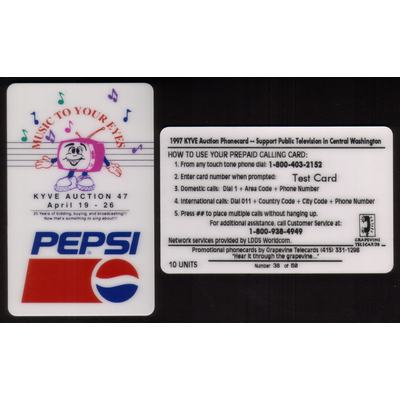 MUSIC TO YOUR EYES
KYVE AUCTION 47
April 19 - 26
25 Years of bidding, buying, and broadcasting!!!
Now that's something to sing about!!!
PEPSI
1997 KYVE Auction Phonecard -- Support Public Television in Central Washington
HOW TO USE YOUR PREPAID CALLING CARD:
1. From any touch tone phone dial: 1-800-403-2152
2. Enter card number when prompted: Test Card
3. Domestic calls: Dial 1 + Area Code + Phone Number
4. International calls: Dial 011 + Country Code + City Code + Phone Number
5. Press ## to place multiple calls without hanging up.
For additional assistance, call Customer Service at:
1-800-938-4949
Network services provided by LDDS Worldcom.
GRAPEVINE
TELECARDS
Promotional phonecards by Grapevine Telecards (415) 331-1298
"Hear it through the grapevine..."
10 UNITS
Number 38 of 50